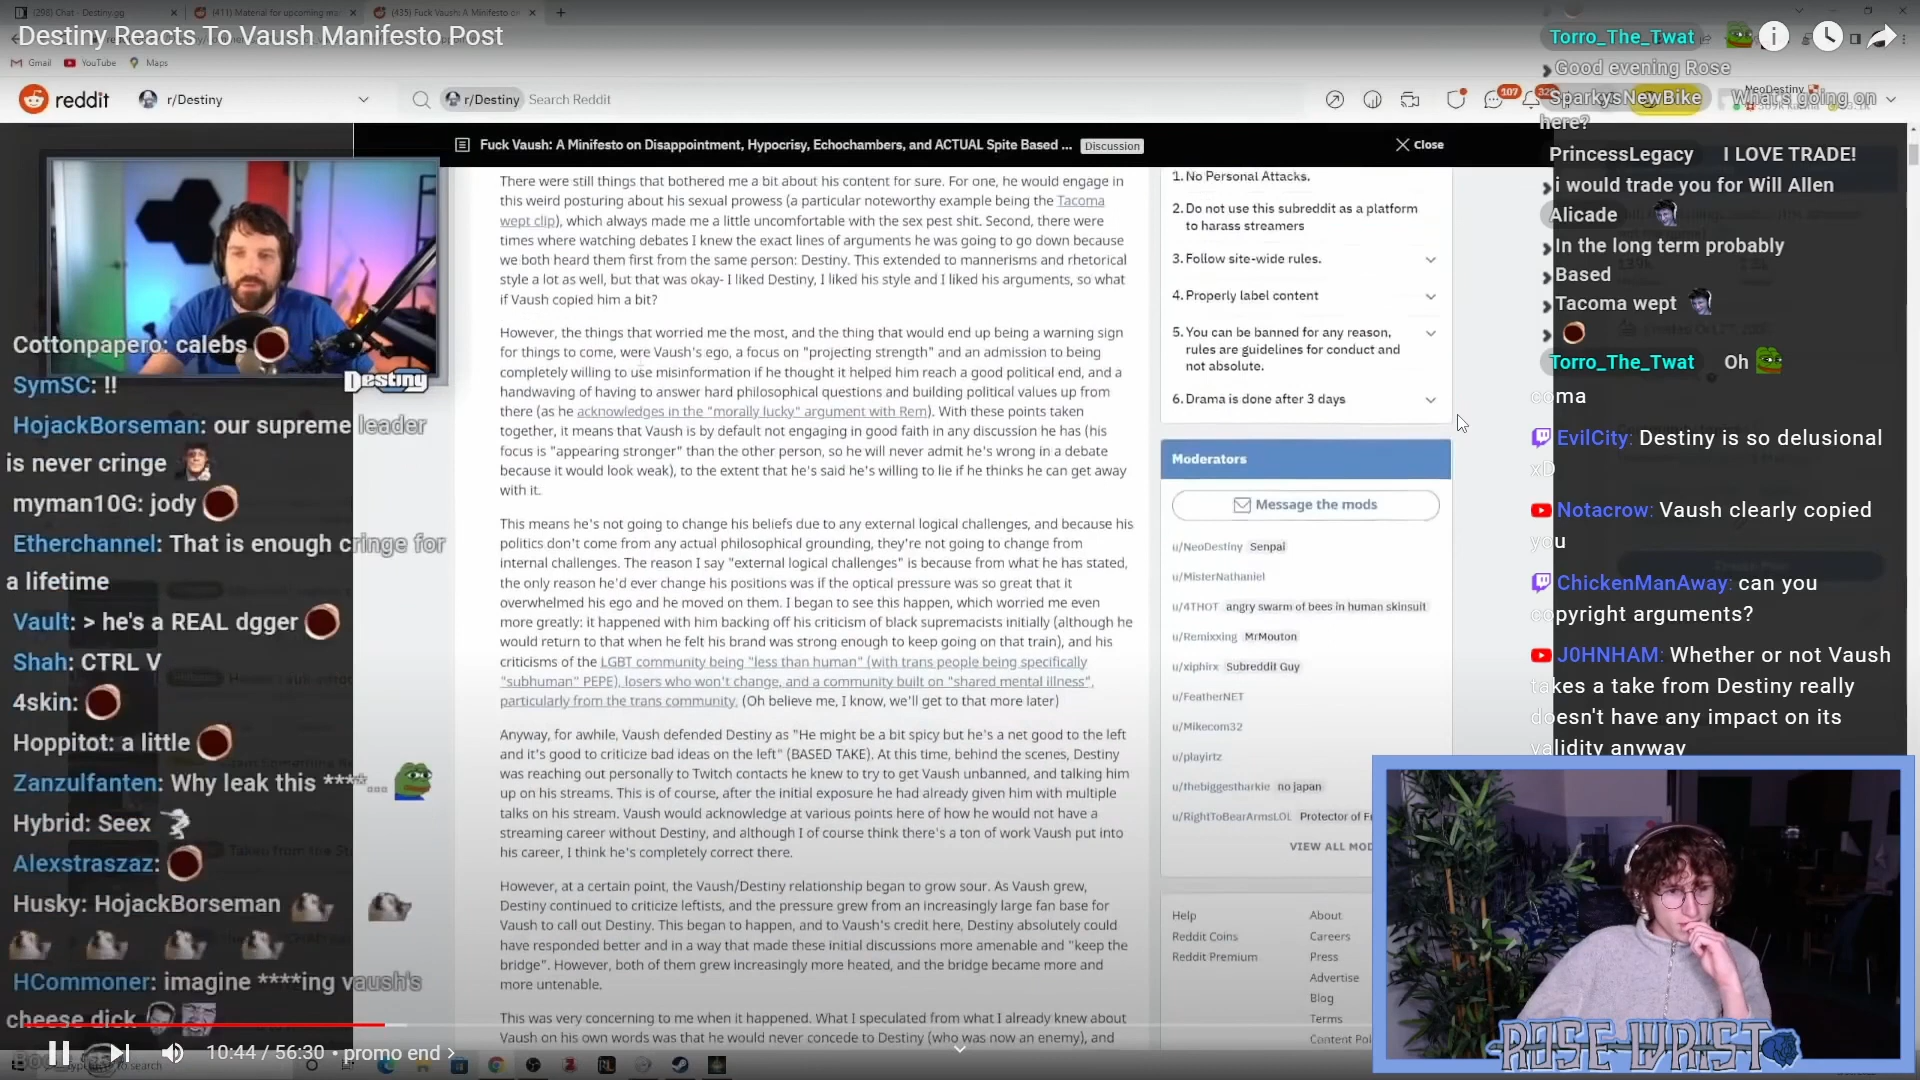 (298) Chat - Destiny.gg
(411) Material for upcoming ma
(435) Fuck Vaush: A Minifesto on
Destiny Reacts To Vaush Manifesto Post
Gmail YouTube Maps
reddit r/Destiny r/Destiny Search Reddit
107
NeoDestiny
Fuck Vaush: A Minifesto on Disappointment, Hypocrisy, Echochambers, and ACTUAL Spite Based ... Discussion
Close
There were still things that bothered me a bit about his content for sure. For one, he would engage in
this weird posturing about his sexual prowess (a particular noteworthy example being the Tacoma
wept clip), which always made me a little uncomfortable with the sex pest shit. Second, there were
times where watching debates I knew the exact lines of arguments he was going to go down because
we both heard them first from the same person: Destiny. This extended to mannerisms and rhetorical
style a lot as well, but that was okay- I liked Destiny, I liked his style and I liked his arguments, so what
if Vaush copied him a bit?
However, the things that worried me the most, and the thing that would end up being a warning sign
for things to come, were Vaush's ego, a focus on "projecting strength" and an admission to being
completely willing to use misinformation if he thought it helped him reach a good political end, and a
handwaving of having to answer hard philosophical questions and building political values up from
there (as he acknowledges in the "morally lucky" argument with Rem). With these points taken
together, it means that Vaush is by default not engaging in good faith in any discussion he has (his
focus is "appearing stronger" than the other person, so he will never admit he's wrong in a debate
because it would look weak), to the extent that he's said he's willing to lie if he thinks he can get away
with it.
This means he's not going to change his beliefs due to any external logical challenges, and because his
politics don't come from any actual philosophical grounding, they're not going to change from
internal challenges. The reason I say "external logical challenges" is because from what he has stated,
the only reason he'd ever change his positions was if the optical pressure was so great that it
overwhelmed his ego and he moved on them. I began to see this happen, which worried me even
more greatly: it happened with him backing off his criticism of black supremacists initially (although he
would return to that when he felt his brand was strong enough to keep going on that train), and his
criticisms of the LGBT community being "less than human" (with trans people being specifically
"subhuman" PEPE), losers who won't change, and a community built on "shared mental illness",
particularly from the trans community. (Oh believe me, I know, we'll get to that more later)
Anyway, for awhile, Vaush defended Destiny as "He might be a bit spicy but he's a net good to the left
and it's good to criticize bad ideas on the left" (BASED TAKE). At this time, behind the scenes, Destiny
was reaching out personally to Twitch contacts he knew to try to get Vaush unbanned, and talking him
up on his streams. This is of course, after the initial exposure he had already given him with multiple
talks on his stream. Vaush would acknowledge at various points here of how he would not have a
streaming career without Destiny, and although I of course think there's a ton of work Vaush put into
his career, I think he's completely correct there.
However, at a certain point, the Vaush/Destiny relationship began to grow sour. As Vaush grew,
Destiny continued to criticize leftists, and the pressure grew from an increasingly large fan base for
Vaush to call out Destiny. This began to happen, and to Vaush's credit here, Destiny absolutely could
have responded better and in a way that made these initial discussions more amenable and "keep the
bridge". However, both of them grew increasingly more heated, and the bridge became more and
more untenable.
This was very concerning to me when it happened. What I speculated from what I already knew about
Vaush on his own words was that he would never concede to Destiny (who was now an enemy), and
1. No Personal Attacks.
2. Do not use this subreddit as a platform
to harass streamers
3. Follow site-wide rules.
4. Properly label content
5. You can be banned for any reason,
rules are guidelines for conduct and
not absolute.
6. Drama is done after 3 days
Moderators
Message the mods
u/NeoDestiny Senpai
u/MisterNathaniel
u/4THOT angry swarm of bees in human skinsuit
u/Remixxing MrMouton
u/xiphirx Subreddit Guy
u/FeatherNET
u/Mikecom32
u/playirtz
u/thebiggestharkie no japan
u/RightToBearArmsLOL Protector of Fr
VIEW ALL MOD
Help About
Reddit Coins Careers
Reddit Premium Press
Advertise
Blog
Terms
Content Pol
Destiny
Cottonpapero: calebs
SymSC: !!
HojackBorseman: our supreme leader
is never cringe
myman10G: jody
Etherchannel: That is enough cringe for
a lifetime
Vault: > he's a REAL dgger
Shah: CTRL V
4skin:
Hoppitot: a little
Zanzulfanten: Why leak this ****...
Hybrid: Seex
Alexstraszaz:
Husky: HojackBorseman
HCommoner: imagine ****ing vaush's
cheese dick
10:44 / 56:30 • promo end
Torro_The_Twat
Good evening Rose
SparkysNewBike What's going on
here?
PrincessLegacy I LOVE TRADE!
i would trade you for Will Allen
Alicade
In the long term probably
Based
Tacoma wept
Torro_The_Twat Oh
coma
EvilCity: Destiny is so delusional
xD
Notacrow: Vaush clearly copied
you
ChickenManAway: can you
copyright arguments?
J0HNHAM: Whether or not Vaush
takes a take from Destiny really
doesn't have any impact on its
validity anyway
ROSE WRIST